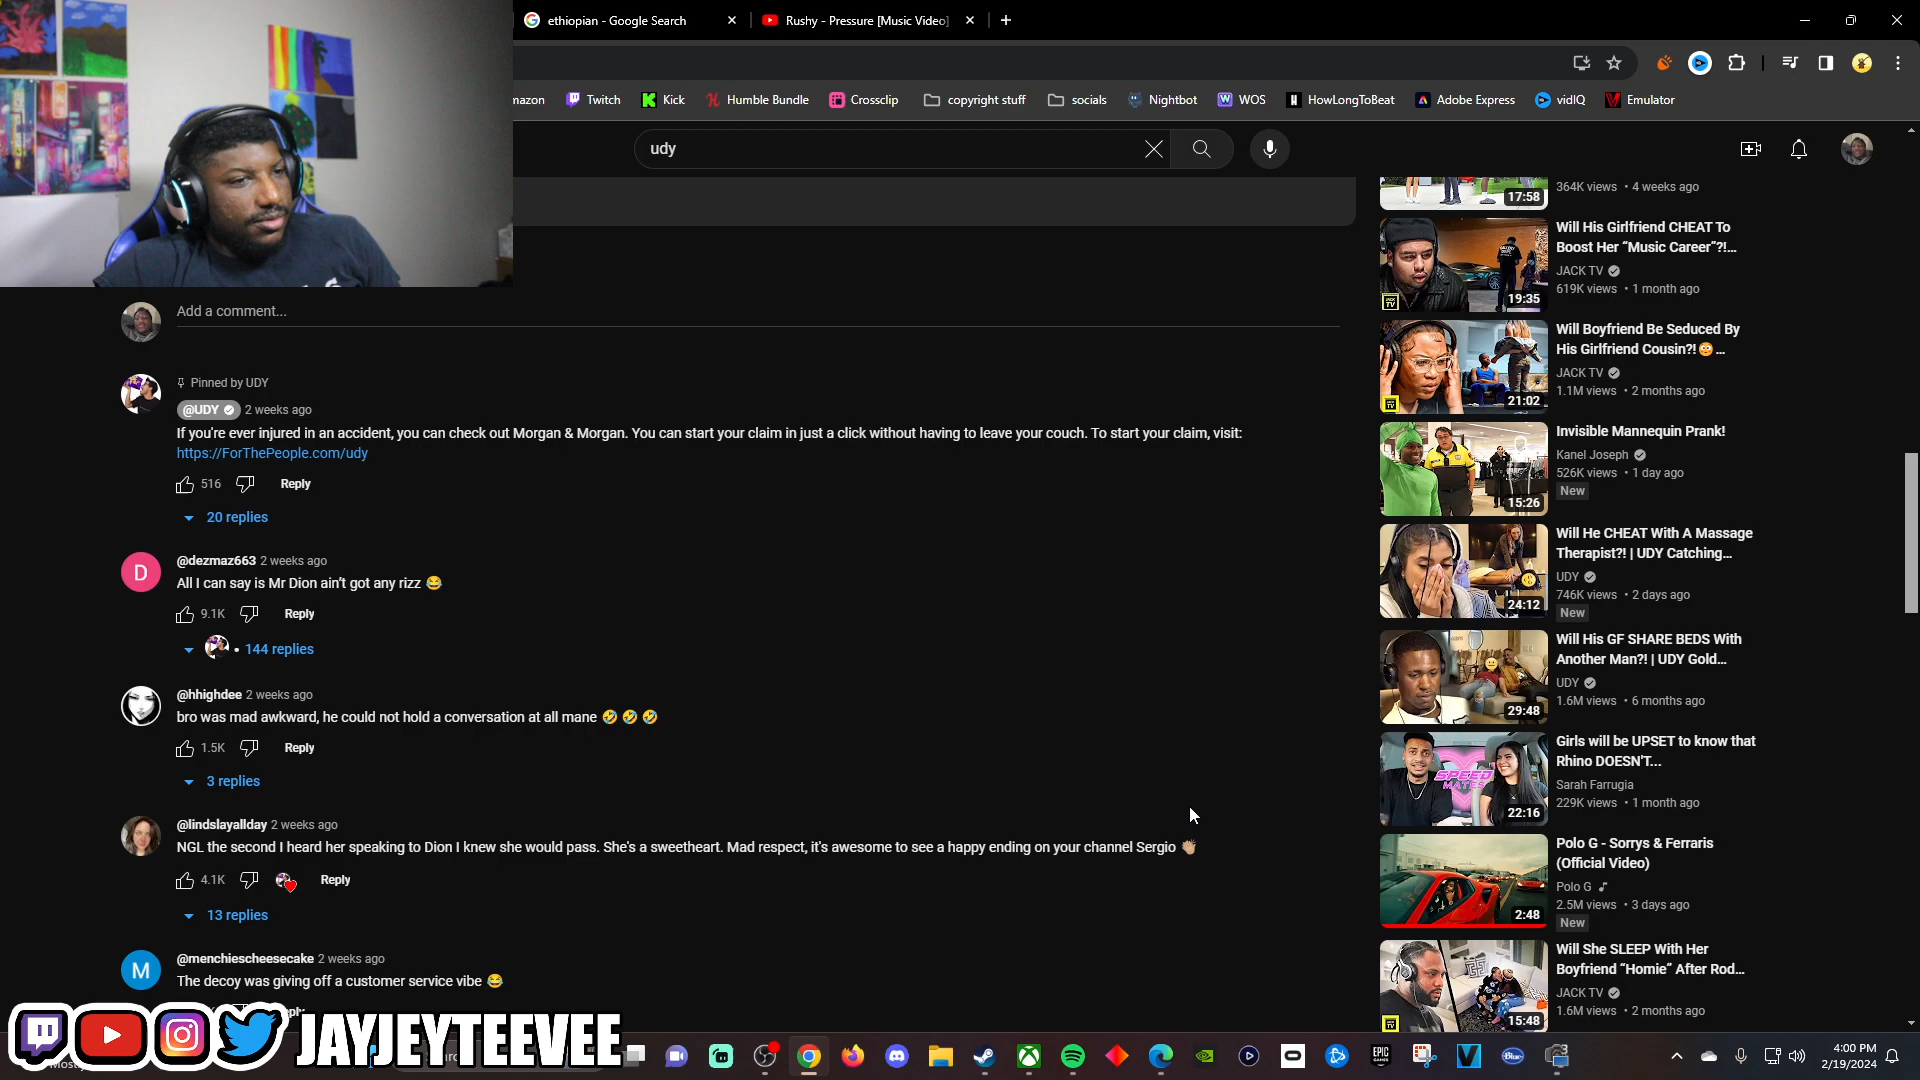 ethiopian - Google Search
Rushy - Pressure [Music Video]
mazon
Twitch
Kick
Humble Bundle
Crossclip
copyright stuff
socials
Nightbot
WOS
HowLongToBeat
Adobe Express
vidIQ
Emulator
udy
Add a comment...
Pinned by UDY
@UDY 2 weeks ago
If you're ever injured in an accident, you can check out Morgan & Morgan. You can start your claim in just a click without having to leave your couch. To start your claim, visit:
https://ForThePeople.com/udy
516 Reply
20 replies
@dezmaz663 2 weeks ago
All I can say is Mr Dion ain't got any rizz 😂
9.1K Reply
144 replies
@hhighdee 2 weeks ago
bro was mad awkward, he could not hold a conversation at all mane 🤣 🤣 🤣
1.5K Reply
3 replies
@lindslayallday 2 weeks ago
NGL the second I heard her speaking to Dion I knew she would pass. She's a sweetheart. Mad respect, it's awesome to see a happy ending on your channel Sergio 👏🏼
4.1K Reply
13 replies
@menchiescheesecake 2 weeks ago
The decoy was giving off a customer service vibe 😂
17:58
364K views • 4 weeks ago
Will His Girlfriend CHEAT To
Boost Her "Music Career"?!...
JACK TV
619K views • 1 month ago
19:35
Will Boyfriend Be Seduced By
His Girlfriend Cousin?!😳 ...
JACK TV
1.1M views • 2 months ago
21:02
Invisible Mannequin Prank!
Kanel Joseph
526K views • 1 day ago
New
15:26
Will He CHEAT With A Massage
Therapist?! | UDY Catching...
UDY
746K views • 2 days ago
New
24:12
Will His GF SHARE BEDS With
Another Man?! | UDY Gold...
UDY
1.6M views • 6 months ago
29:48
Girls will be UPSET to know that
Rhino DOESN'T...
Sarah Farrugia
229K views • 1 month ago
SPEED
MATES
22:16
Polo G - Sorrys & Ferraris
(Official Video)
Polo G
2.5M views • 3 days ago
New
2:48
Will She SLEEP With Her
Boyfriend "Homie" After Rod...
JACK TV
1.6M views • 2 months ago
15:48
JAYJEYTEEVEE
4:00 PM
2/19/2024